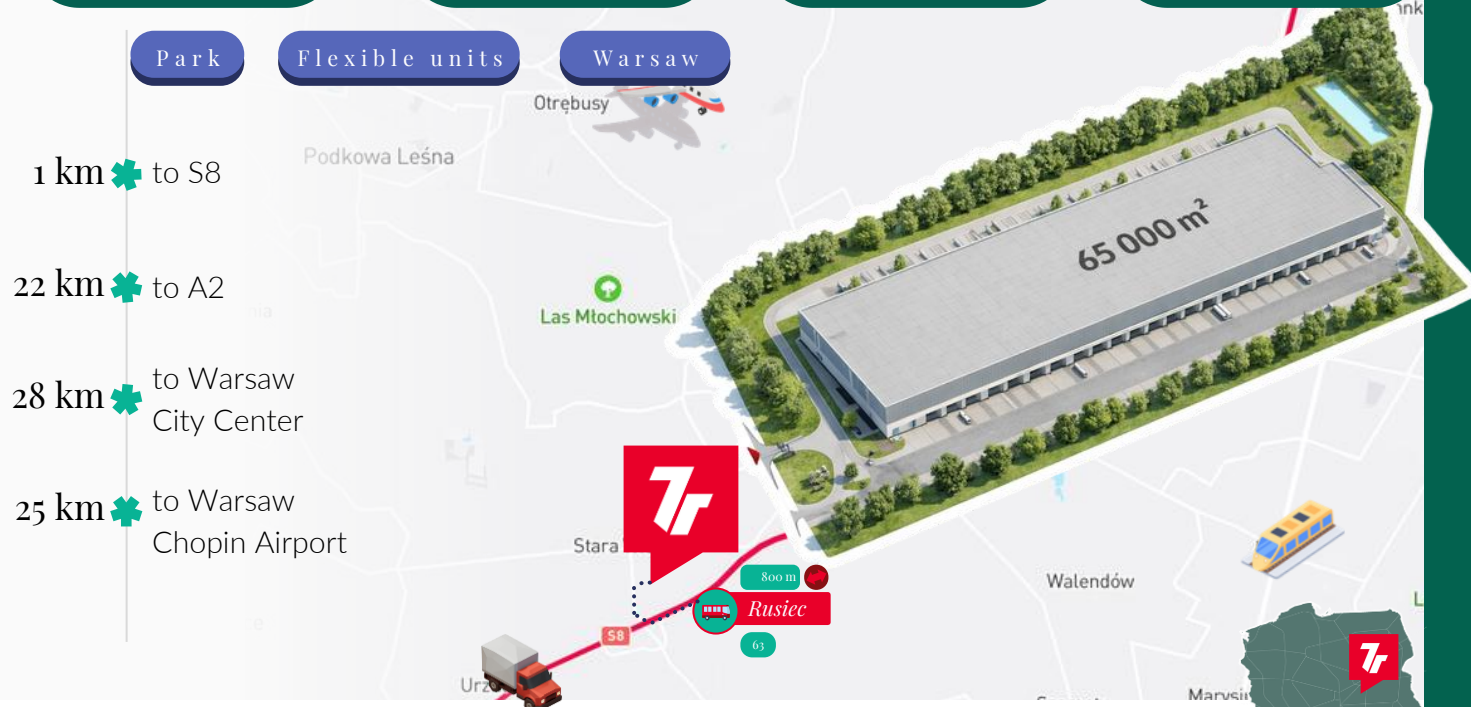 Park
Flexible units
Warsaw
Otrębusy
Podkowa Leśna
1 km
to S8
65 000 m²
22 km
to A2
Las Młochowski
28 km
to Warsaw
City Center
25 km
to Warsaw
Chopin Airport
7r
Stara
800 m
Rusiec
63
S8
Walendów
7r